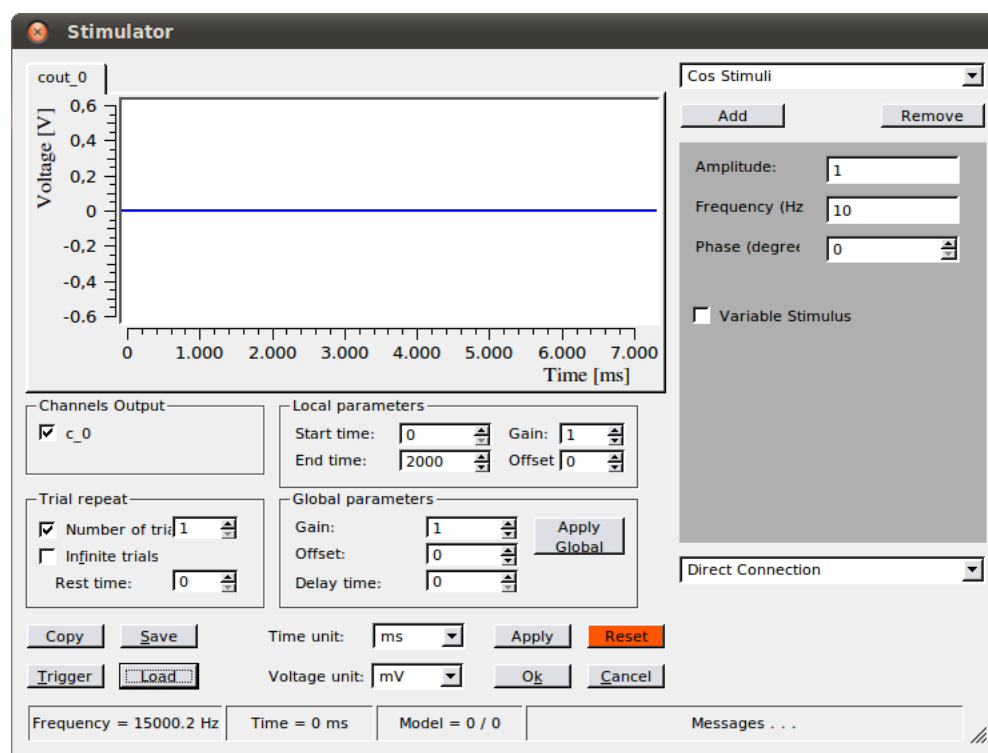 Stimulator
cout_0
Voltage [V]
0,6
0,4
0,2
0
-0,2
-0,4
-0.6
0 1.000 2.000 3.000 4.000 5.000 6.000 7.000
Time [ms]
Cos Stimuli
Add Remove
Amplitude: 1
Frequency (Hz 10
Phase (degree 0
Variable Stimulus
Direct Connection
Channels Output
c_0
Local parameters
Start time: 0 Gain: 1
End time: 2000 Offset 0
Trial repeat
Number of tria 1
Infinite trials
Rest time: 0
Global parameters
Gain: 1
Offset: 0
Delay time: 0
Apply
Global
Copy Save Time unit: ms Apply Reset
Trigger Load Voltage unit: mV Ok Cancel
Frequency = 15000.2 Hz Time = 0 ms Model = 0 / 0 Messages . . .